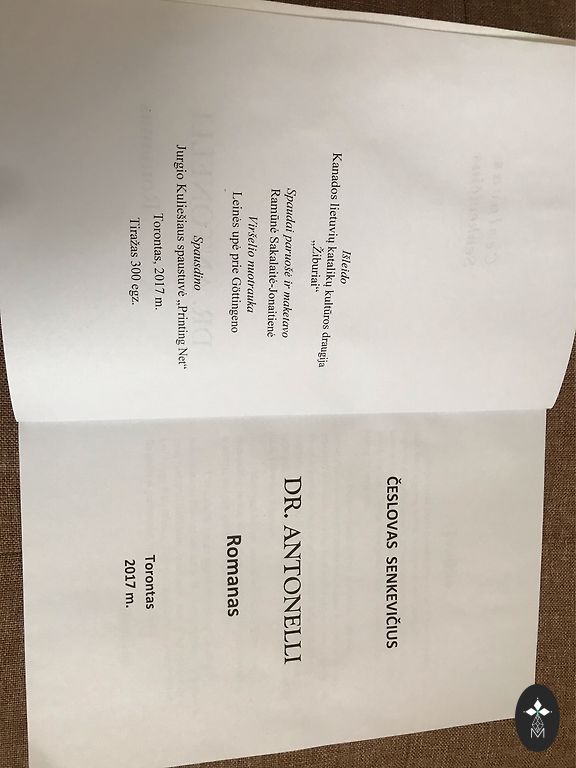 Išleido
Kanados lietuvių katalikų kultūros draugija
„Žiburiai“
Spaudai paruošė ir maketavo
Ramūnė Sakalaitė-Jonaitienė
Viršelio nuotrauka
Leinės upė prie Göttingeno
Spausdino
Jurgio Kuliešiaus spaustuvė „Printing Net“
Torontas, 2017 m.
Tiražas 300 egz.
ČESLOVAS SENKEVIČIUS
DR. ANTONELLI
Romanas
Torontas
2017 m.
M